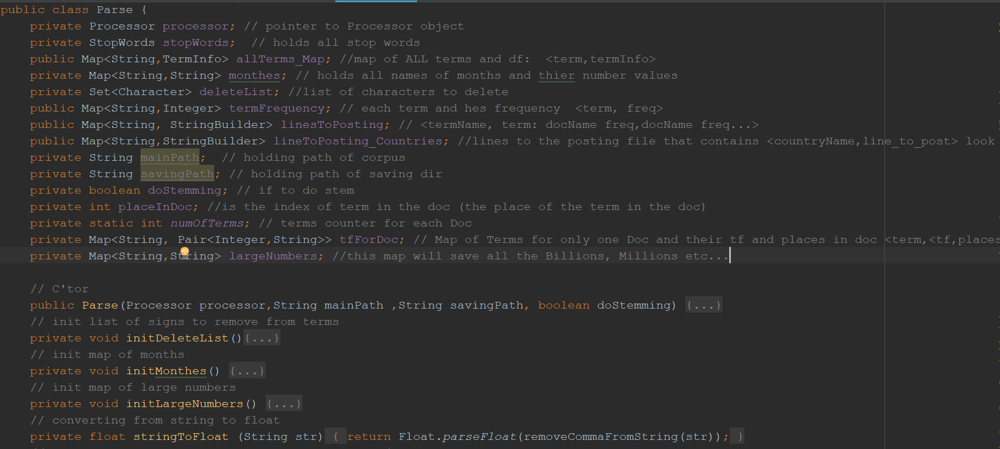 public class Parse {
private Processor processor; // pointer to Processor object
private StopWords stopWords;  // holds all stop words
public Map<String,TermInfo> allTerms_Map; //map of ALL terms and df:  <term,termInfo>
private Map<String,String> monthes; // holds all names of months and thier number values
private Set<Character> deleteList; //list of characters to delete
public Map<String,Integer> termFrequency; // each term and hes frequency  <term, freq>
public Map<String, StringBuilder> linesToPosting; // <termName, term: docName freq,docName freq...>
public Map<String,StringBuilder> lineToPosting_Countries; //lines to the posting file that contains <countryName,line_to_post> look
private String mainPath;  // holding path of corpus
private String savingPath; // holding path of saving dir
private boolean doStemming; // if to do stem
private int placeInDoc; //is the index of term in the doc (the place of the term in the doc)
private static int numOfTerms; // terms counter for each Doc
private Map<String, Pair<Integer,String>> tfForDoc; // Map of Terms for only one Doc and their tf and places in doc <term,<tf,places
private Map<String,String> largeNumbers; //this map will save all the Billions, Millions etc...
// C'tor
public Parse(Processor processor,String mainPath ,String savingPath, boolean doStemming) {...}
// init list of signs to remove from terms
private void initDeleteList(){...}
// init map of months
private void initMonthes() {...}
// init map of large numbers
private void initLargeNumbers() {...}
// converting from string to float
private float stringToFloat (String str) { return Float.parseFloat(removeCommaFromString(str)); }